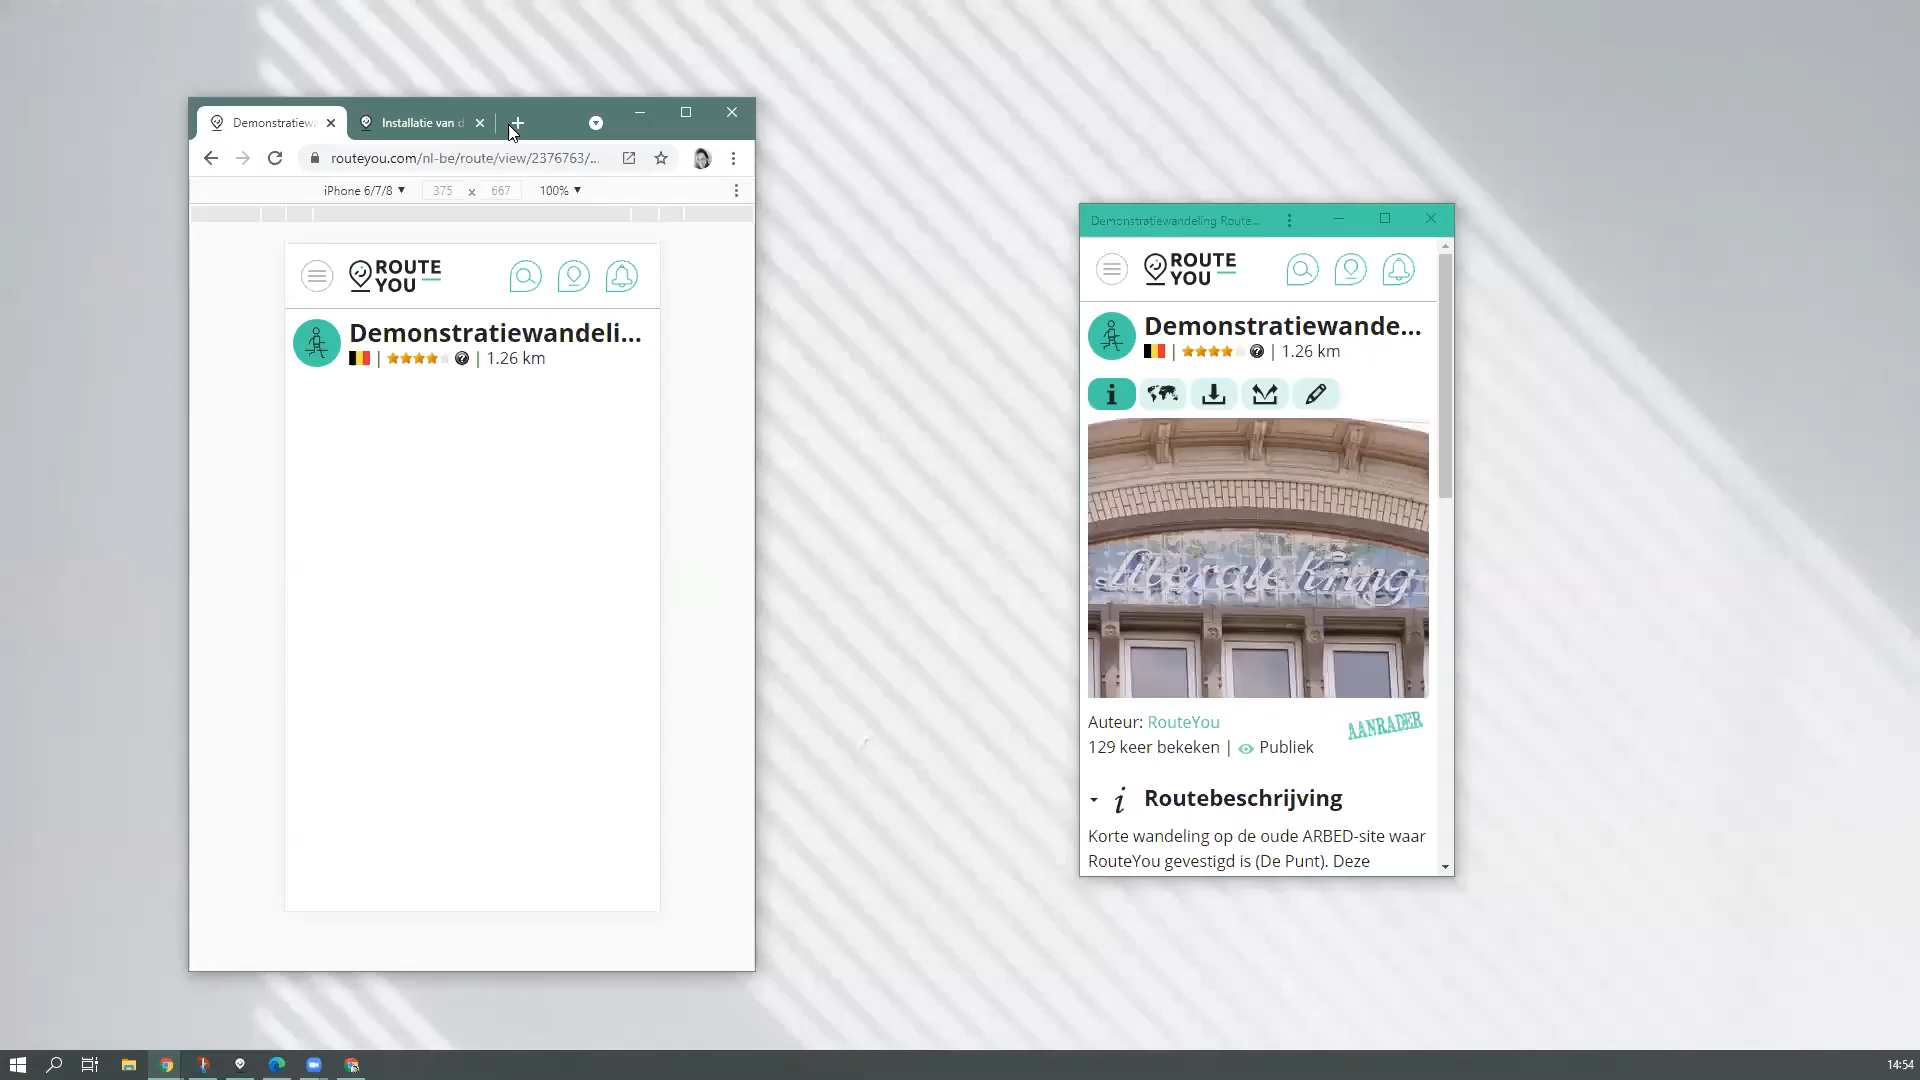 Demonstratiewa
Installatie van d
routeyou.com/nl-be/route/view/2376763/...
iPhone 6/7/8
375 x 667
100%
ROUTE
YOU
Demonstratiewandeli...
| | 1.26 km
Demonstratiewandeling Route...
ROUTE
YOU
Demonstratiewande...
| | 1.26 km
liberale Kring
Auteur: RouteYou
AANRADER
129 keer bekeken | Publiek
i Routebeschrijving
Korte wandeling op de oude ARBED-site waar
RouteYou gevestigd is (De Punt). Deze
14:54